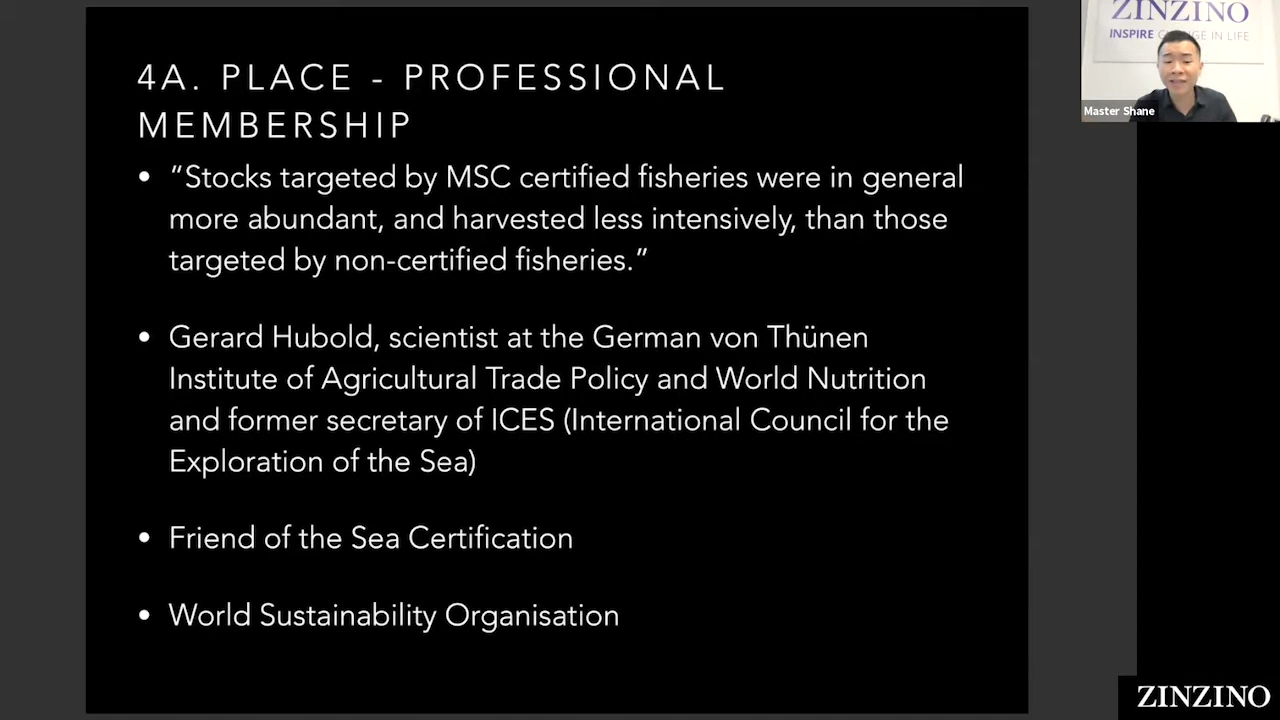 4A. PLACE - PROFESSIONAL
MEMBERSHIP
• “Stocks targeted by MSC certified fisheries were in general
more abundant, and harvested less intensively, than those
targeted by non-certified fisheries.”
• Gerard Hubold, scientist at the German von Thünen
Institute of Agricultural Trade Policy and World Nutrition
and former secretary of ICES (International Council for the
Exploration of the Sea)
• Friend of the Sea Certification
• World Sustainability Organisation
ZINZINO
INSPIRE IN LIFE
Master Shane
ZINZINO